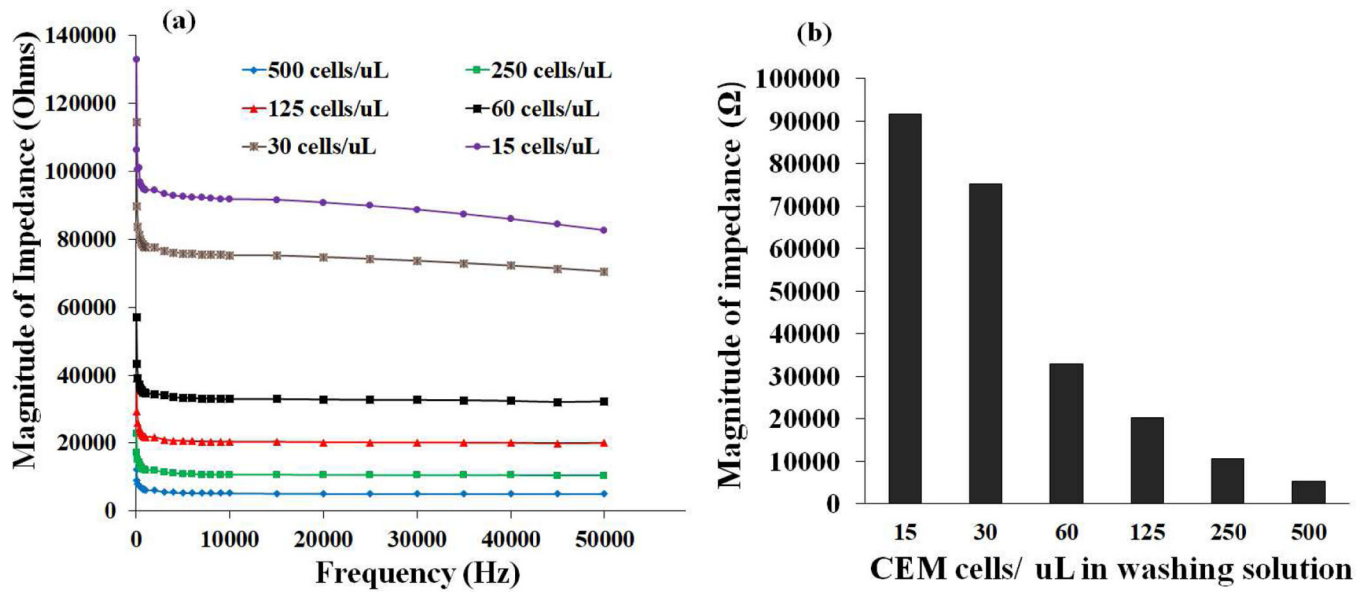 (a)
140000
120000
100000
80000
60000
40000
20000
0
Magnitude of Impedance (Ohms)
500 cells/uL
250 cells/uL
125 cells/uL
60 cells/uL
30 cells/uL
15 cells/uL
0 10000 20000 30000 40000 50000
Frequency (Hz)
(b)
100000
90000
80000
70000
60000
50000
40000
30000
20000
10000
0
Magnitude of impedance (Ω)
15 30 60 125 250 500
CEM cells/ uL in washing solution